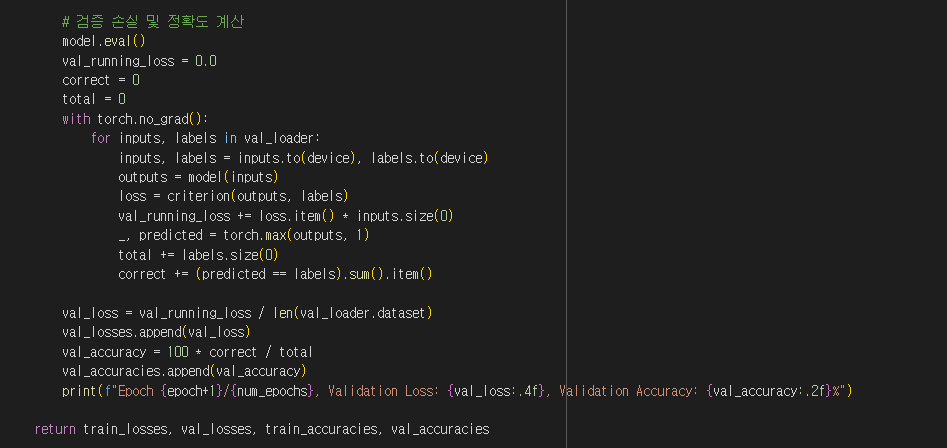 # 검증 손실 및 정확도 계산
model.eval()
val_running_loss = 0.0
correct = 0
total = 0
with torch.no_grad():
    for inputs, labels in val_loader:
        inputs, labels = inputs.to(device), labels.to(device)
        outputs = model(inputs)
        loss = criterion(outputs, labels)
        val_running_loss += loss.item() * inputs.size(0)
        _, predicted = torch.max(outputs, 1)
        total += labels.size(0)
        correct += (predicted == labels).sum().item()

val_loss = val_running_loss / len(val_loader.dataset)
val_losses.append(val_loss)
val_accuracy = 100 * correct / total
val_accuracies.append(val_accuracy)
print(f"Epoch {epoch+1}/{num_epochs}, Validation Loss: {val_loss:.4f}, Validation Accuracy: {val_accuracy:.2f}%")

return train_losses, val_losses, train_accuracies, val_accuracies